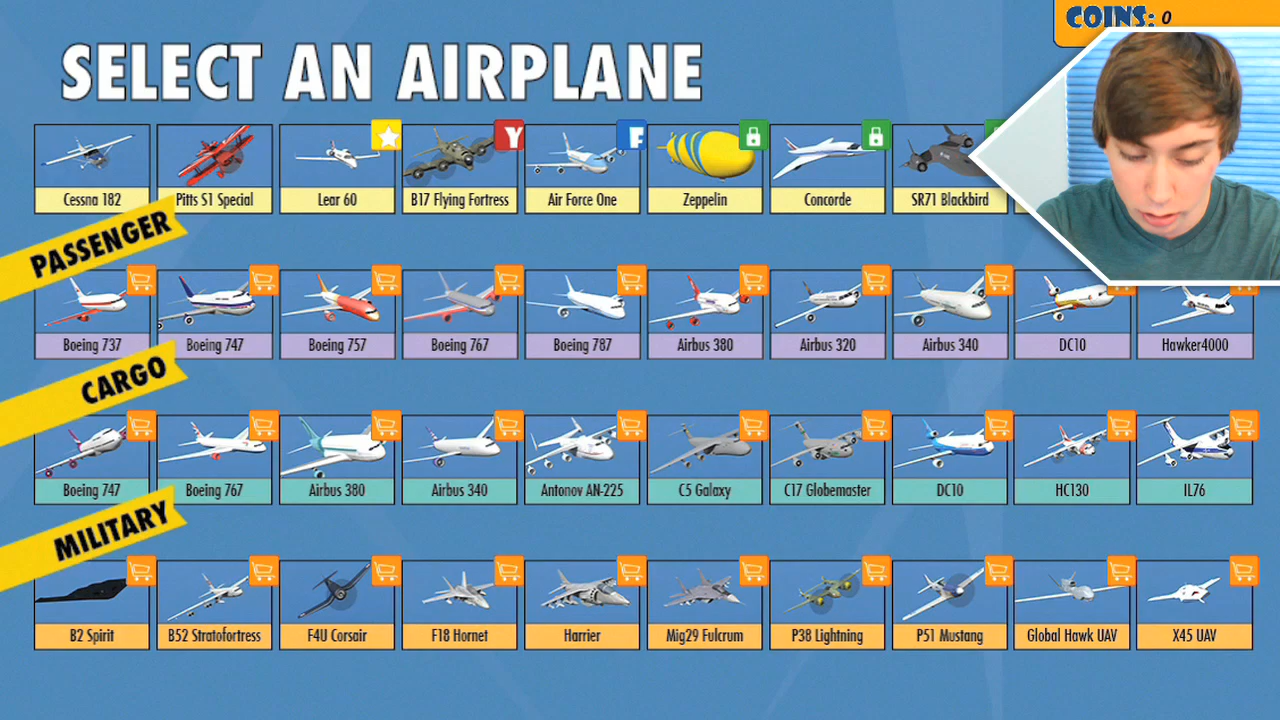 COINS: 0
SELECT AN AIRPLANE
Y F
Cessna 182 Pitts S1 Special Lear 60 B17 Flying Fortress Air Force One Zeppelin Concorde SR71 Blackbird
PASSENGER
Boeing 737 Boeing 747 Boeing 757 Boeing 767 Boeing 787 Airbus 380 Airbus 320 Airbus 340 DC10 Hawker4000
CARGO
Boeing 747 Boeing 767 Airbus 380 Airbus 340 Antonov AN-225 C5 Galaxy C17 Globemaster DC10 HC130 IL76
MILITARY
B2 Spirit B52 Stratofortress F4U Corsair F18 Hornet Harrier Mig29 Fulcrum P38 Lightning P51 Mustang Global Hawk UAV X45 UAV